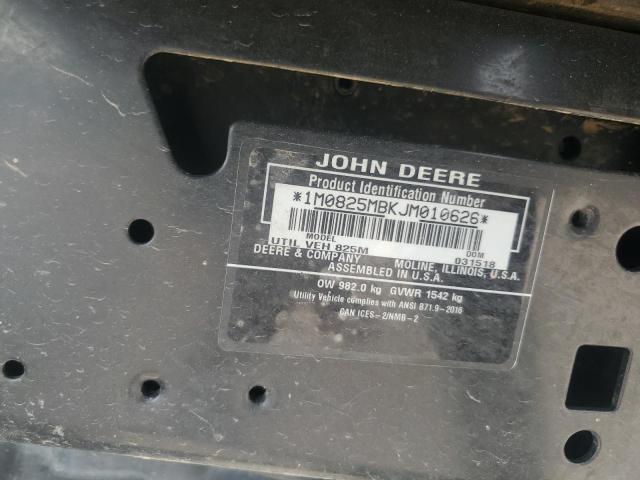 JOHN DEERE
Product Identification Number
*1M0825MBKJM010626*
MODEL DOM
UTIL VEH 825M 031518
DEERE & COMPANY MOLINE, ILLINOIS, U.S.A.
ASSEMBLED IN U.S.A.
OW 982.0 kg GVWR 1542 kg
Utility Vehicle complies with ANSI B71.9-2016
CAN ICES-2/NMB-2